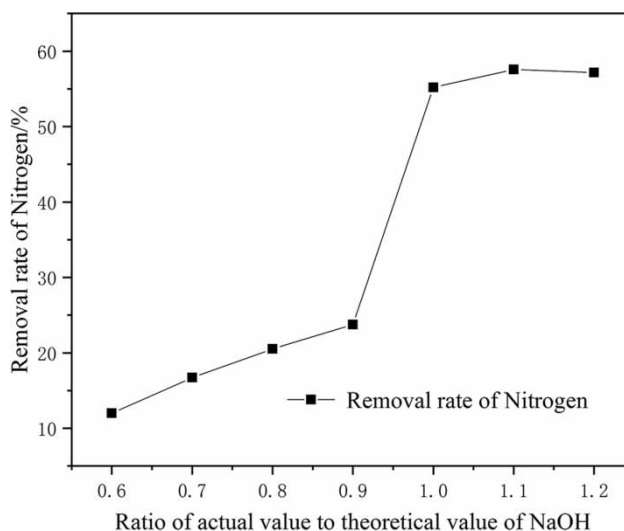 Removal rate of Nitrogen/%
60
50
40
30
20
10
Removal rate of Nitrogen
0.6 0.7 0.8 0.9 1.0 1.1 1.2
Ratio of actual value to theoretical value of NaOH